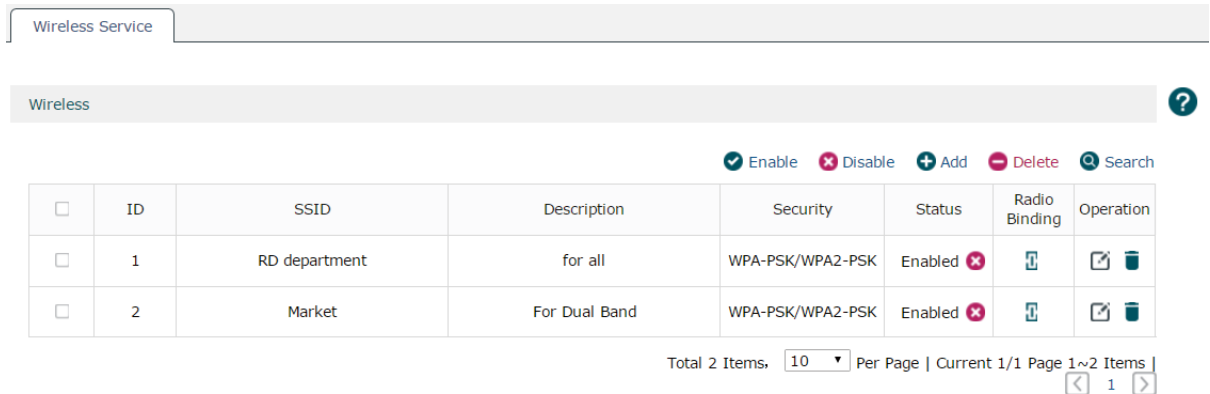 Wireless Service
Wireless
Enable Disable Add Delete Search
ID SSID Description Security Status Radio Binding Operation
1 RD department for all WPA-PSK/WPA2-PSK Enabled
2 Market For Dual Band WPA-PSK/WPA2-PSK Enabled
Total 2 Items, 10 Per Page | Current 1/1 Page 1~2 Items |
1